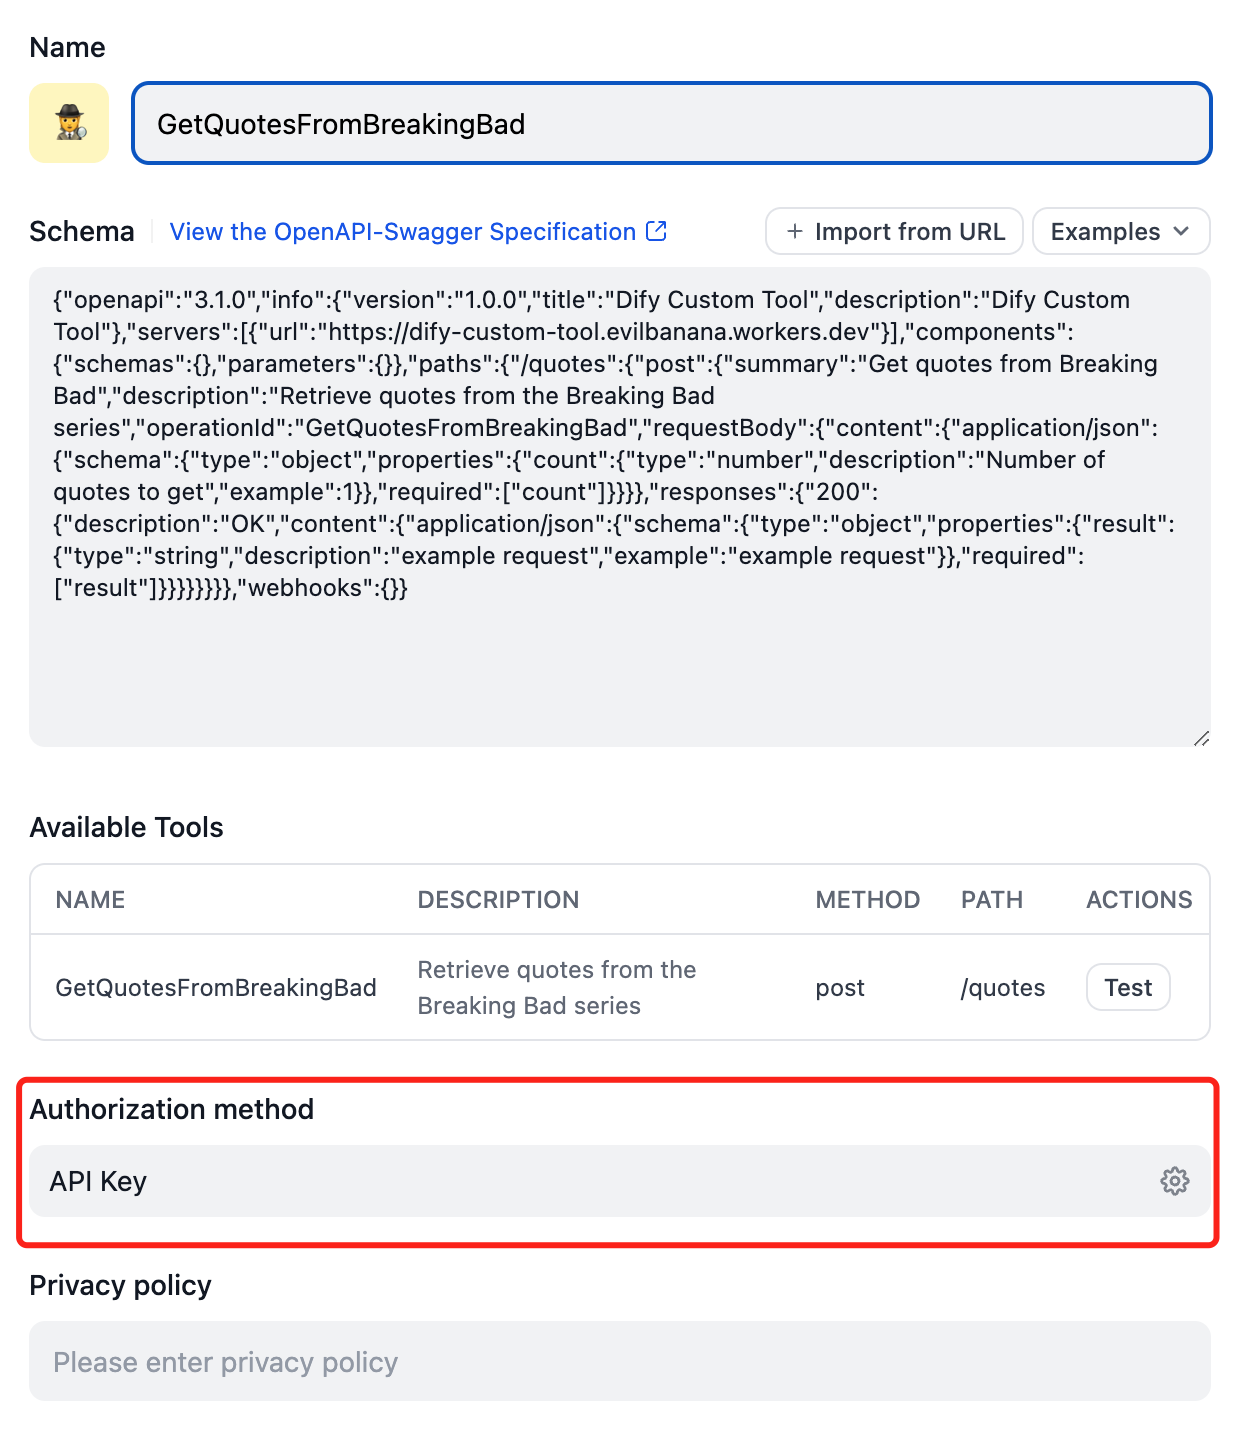 Name
GetQuotesFromBreakingBad
Schema View the OpenAPI-Swagger Specification + Import from URL Examples
{"openapi":"3.1.0","info":{"version":"1.0.0","title":"Dify Custom Tool","description":"Dify Custom
Tool"},"servers":[{"url":"https://dify-custom-tool.evilbanana.workers.dev"}],"components":
{"schemas":{},"parameters":{}},"paths":{"/quotes":{"post":{"summary":"Get quotes from Breaking
Bad","description":"Retrieve quotes from the Breaking Bad
series","operationId":"GetQuotesFromBreakingBad","requestBody":{"content":{"application/json":
{"schema":{"type":"object","properties":{"count":{"type":"number","description":"Number of
quotes to get","example":1}},"required":["count"]}}}},"responses":{"200":
{"description":"OK","content":{"application/json":{"schema":{"type":"object","properties":{"result":
{"type":"string","description":"example request","example":"example request"}},"required":
["result"]}}}}}}}},"webhooks":{}}
Available Tools
NAME DESCRIPTION METHOD PATH ACTIONS
GetQuotesFromBreakingBad Retrieve quotes from the post /quotes Test
Breaking Bad series
Authorization method
API Key
Privacy policy
Please enter privacy policy